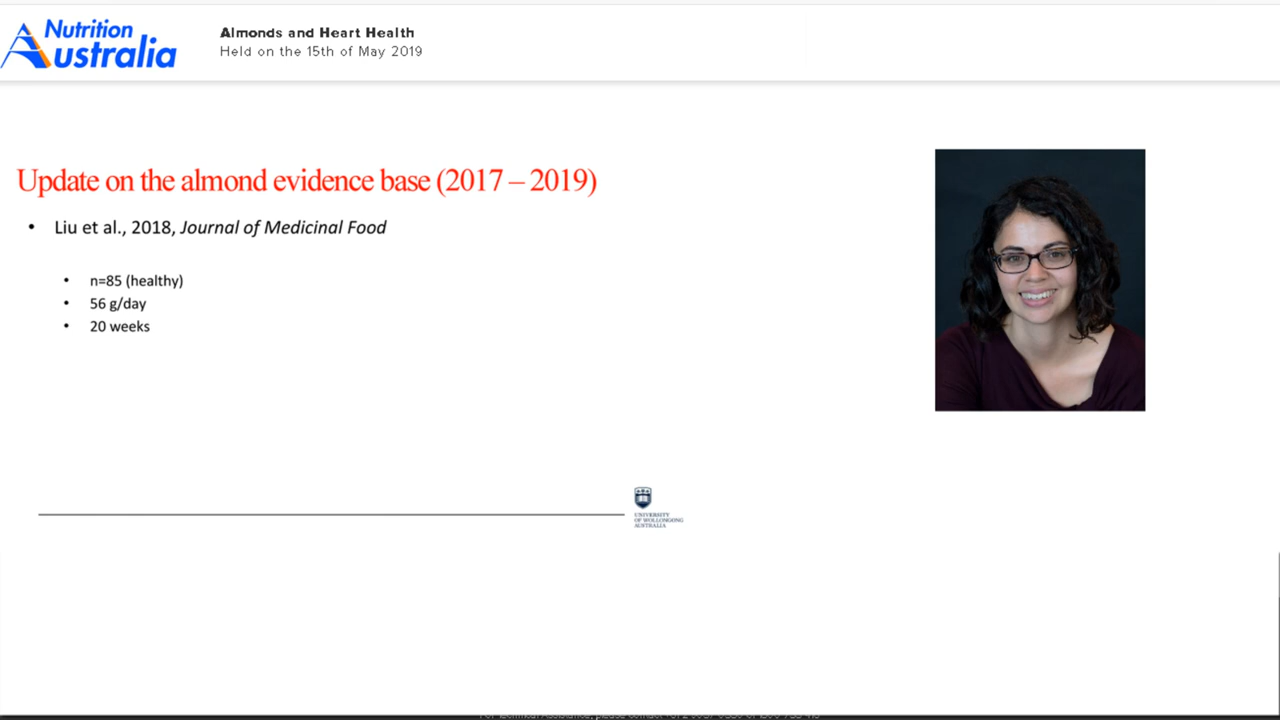 Nutrition
Australia
Almonds and Heart Health
Held on the 15th of May 2019
Update on the almond evidence base (2017 – 2019)
• Liu et al., 2018, Journal of Medicinal Food
• n=85 (healthy)
• 56 g/day
• 20 weeks
UNIVERSITY
OF WOLLONGONG
AUSTRALIA